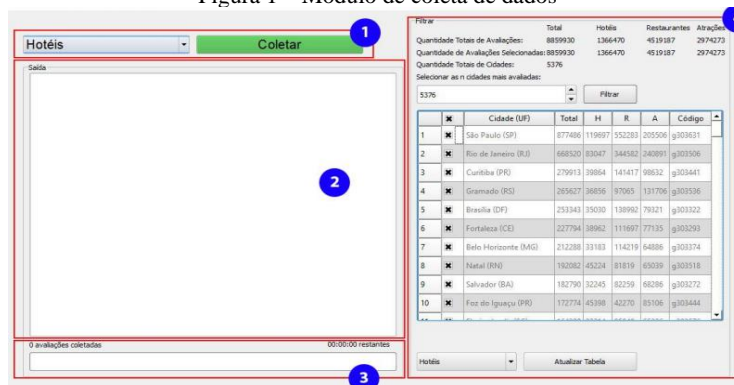 Figura 1 – Módulo de coleta de dados
Hotéis Coletar
1
Saída
2
0 avaliações coletadas 00:00:00 restantes
3
Filtrar
Total Hotéis Restaurantes Atrações
Quantidade Totais de Avaliações: 8859930 1366470 4519187 2974273
Quantidade de Avaliações Selecionadas: 8859930 1366470 4519187 2974273
Quantidade Totais de Cidades: 5376
Selecionar as n cidades mais avaliadas:
5376 Filtrar
Cidade (UF) Total H R A Código
1 São Paulo (SP) 877486 119697 552283 205506 g303631
2 Rio de Janeiro (RJ) 668520 83047 344582 240891 g303506
3 Curitiba (PR) 279913 39864 141417 98632 g303441
4 Gramado (RS) 265627 36856 97065 131706 g303536
5 Brasília (DF) 253343 35030 138992 79321 g303322
6 Fortaleza (CE) 227794 38962 111697 77135 g303293
7 Belo Horizonte (MG) 212288 33183 114219 64886 g303374
8 Natal (RN) 192082 45224 81819 65039 g303518
9 Salvador (BA) 182790 32245 82259 68286 g303272
10 Foz do Iguaçu (PR) 172774 45398 42270 85106 g303444
Hotéis Atualizar Tabela